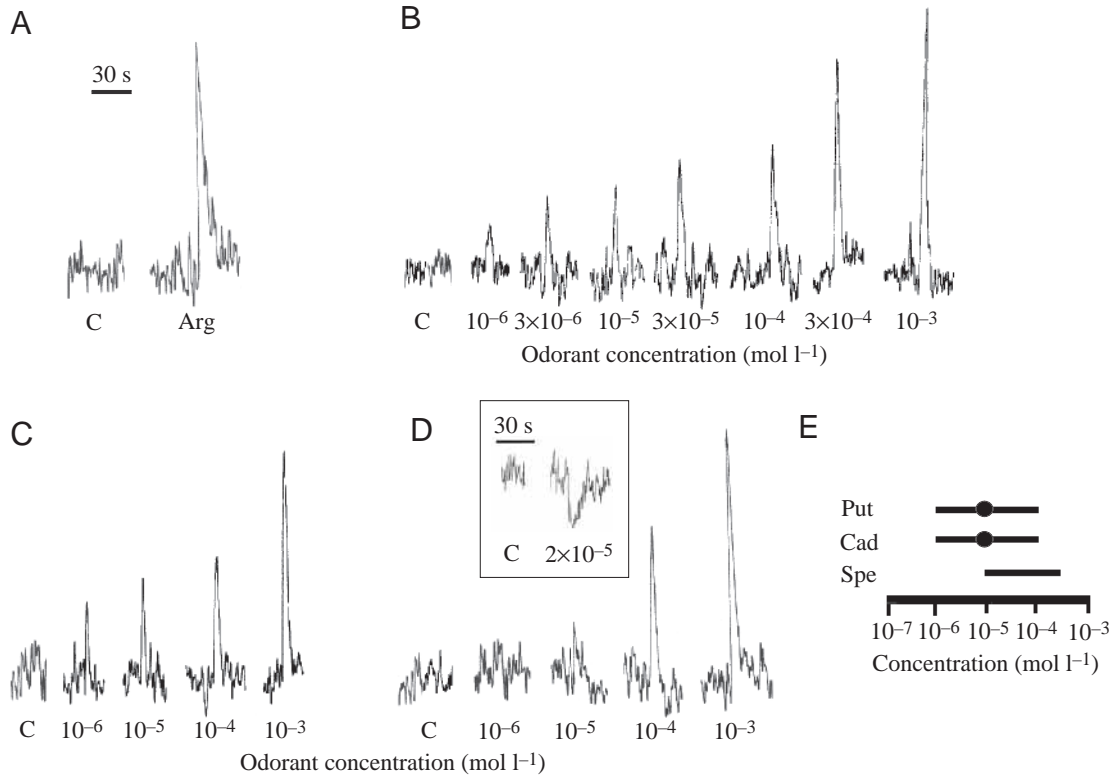 A
30 s
C Arg
B
C 10⁻⁶ 3×10⁻⁶ 10⁻⁵ 3×10⁻⁵ 10⁻⁴ 3×10⁻⁴ 10⁻³
Odorant concentration (mol l⁻¹)
C
C 10⁻⁶ 10⁻⁵ 10⁻⁴ 10⁻³
D
30 s
C 2×10⁻⁵
C 10⁻⁶ 10⁻⁵ 10⁻⁴ 10⁻³
Odorant concentration (mol l⁻¹)
E
Put
Cad
Spe
10⁻⁷ 10⁻⁶ 10⁻⁵ 10⁻⁴ 10⁻³
Concentration (mol l⁻¹)